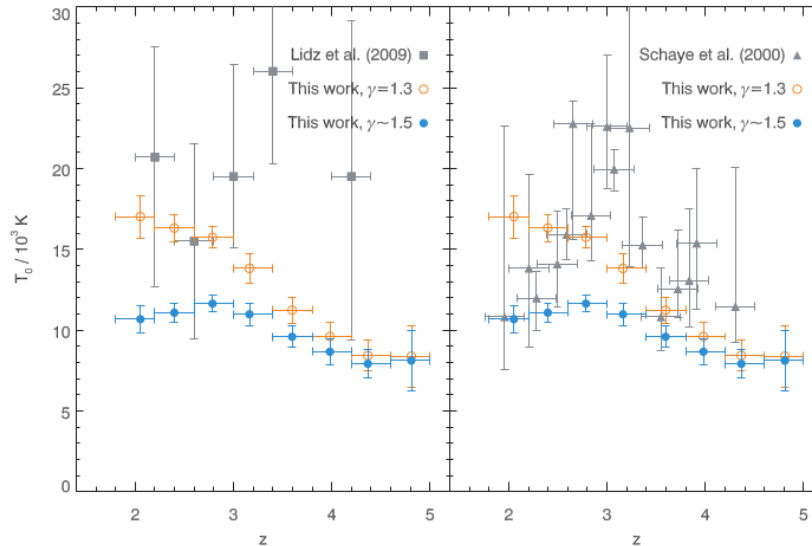 30
25
20
15
10
5
0
T₀ / 10³ K
Lidz et al. (2009)
This work, γ=1.3
This work, γ~1.5
2 3 4 5
z
Schaye et al. (2000)
This work, γ=1.3
This work, γ~1.5
2 3 4 5
z